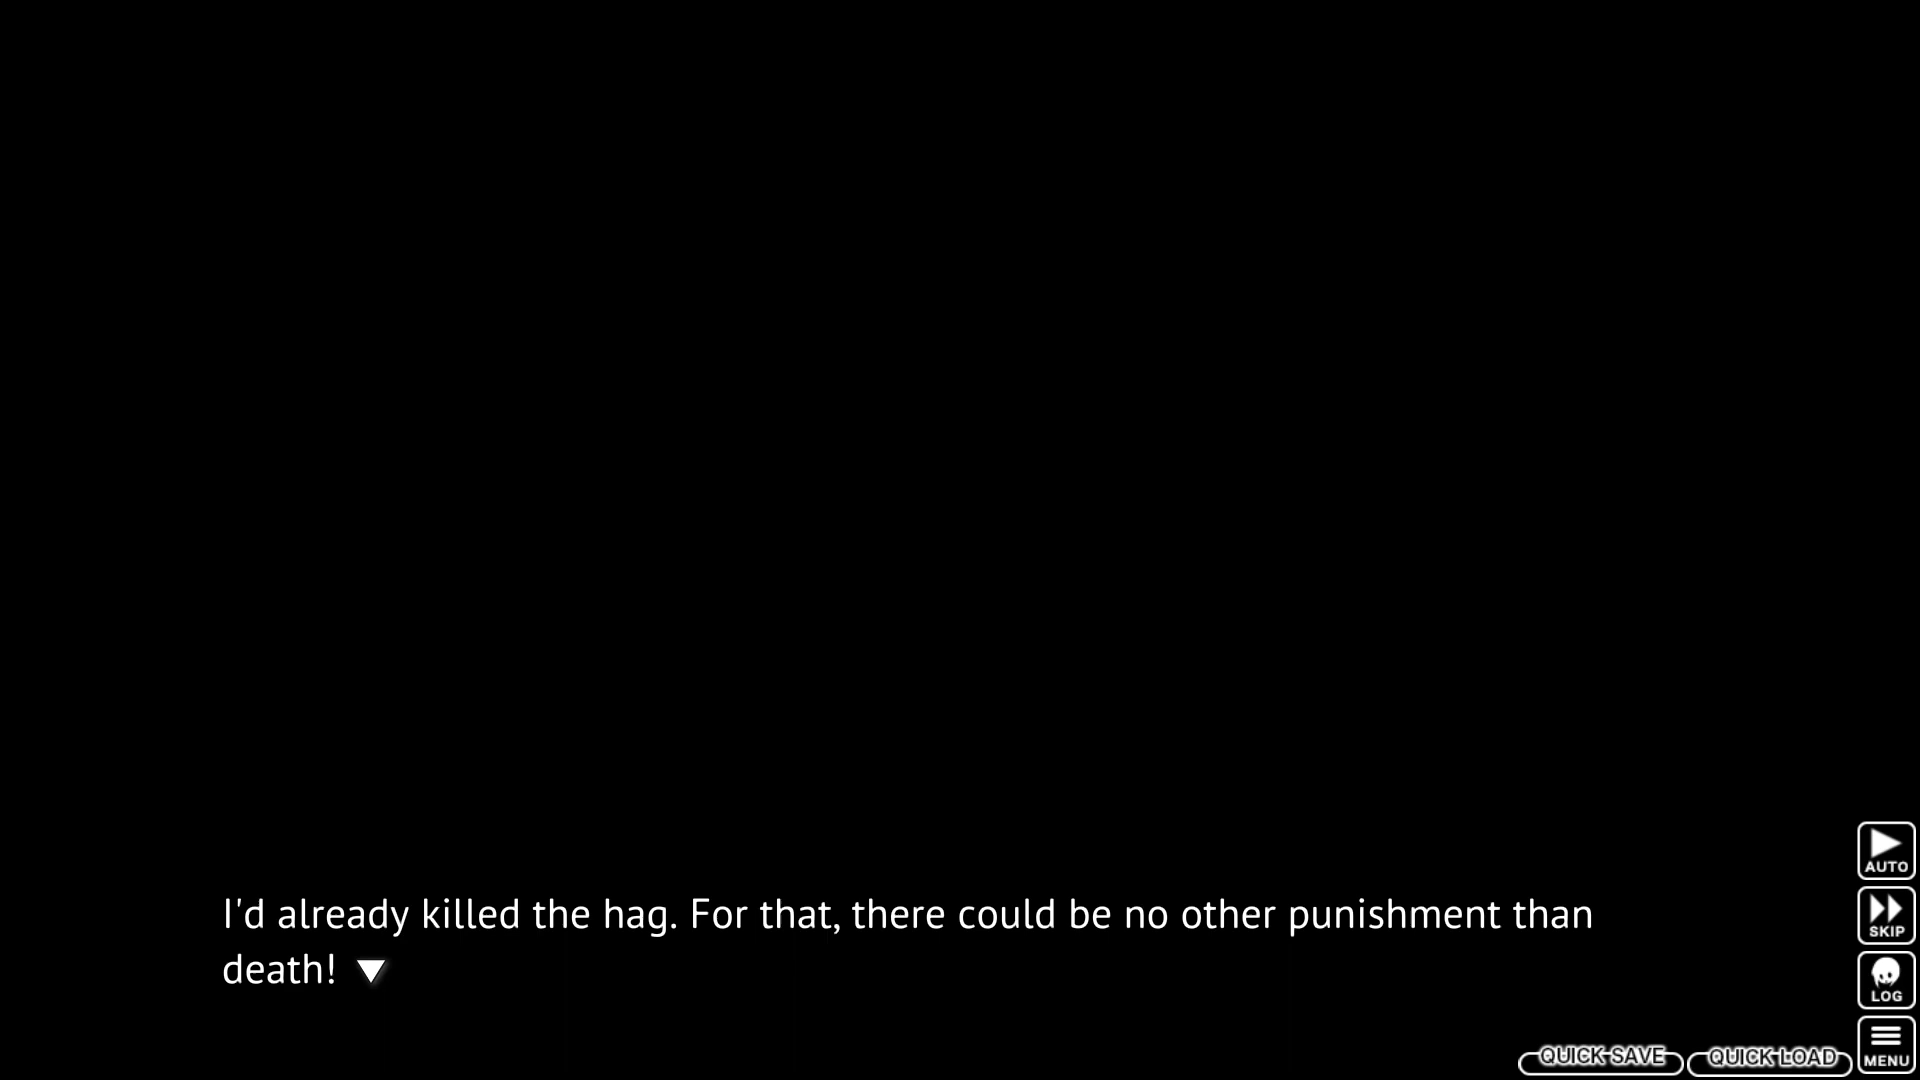 I'd already killed the hag. For that, there could be no other punishment than
death!
AUTO
SKIP
LOG
MENU
QUICK SAVE
QUICK LOAD